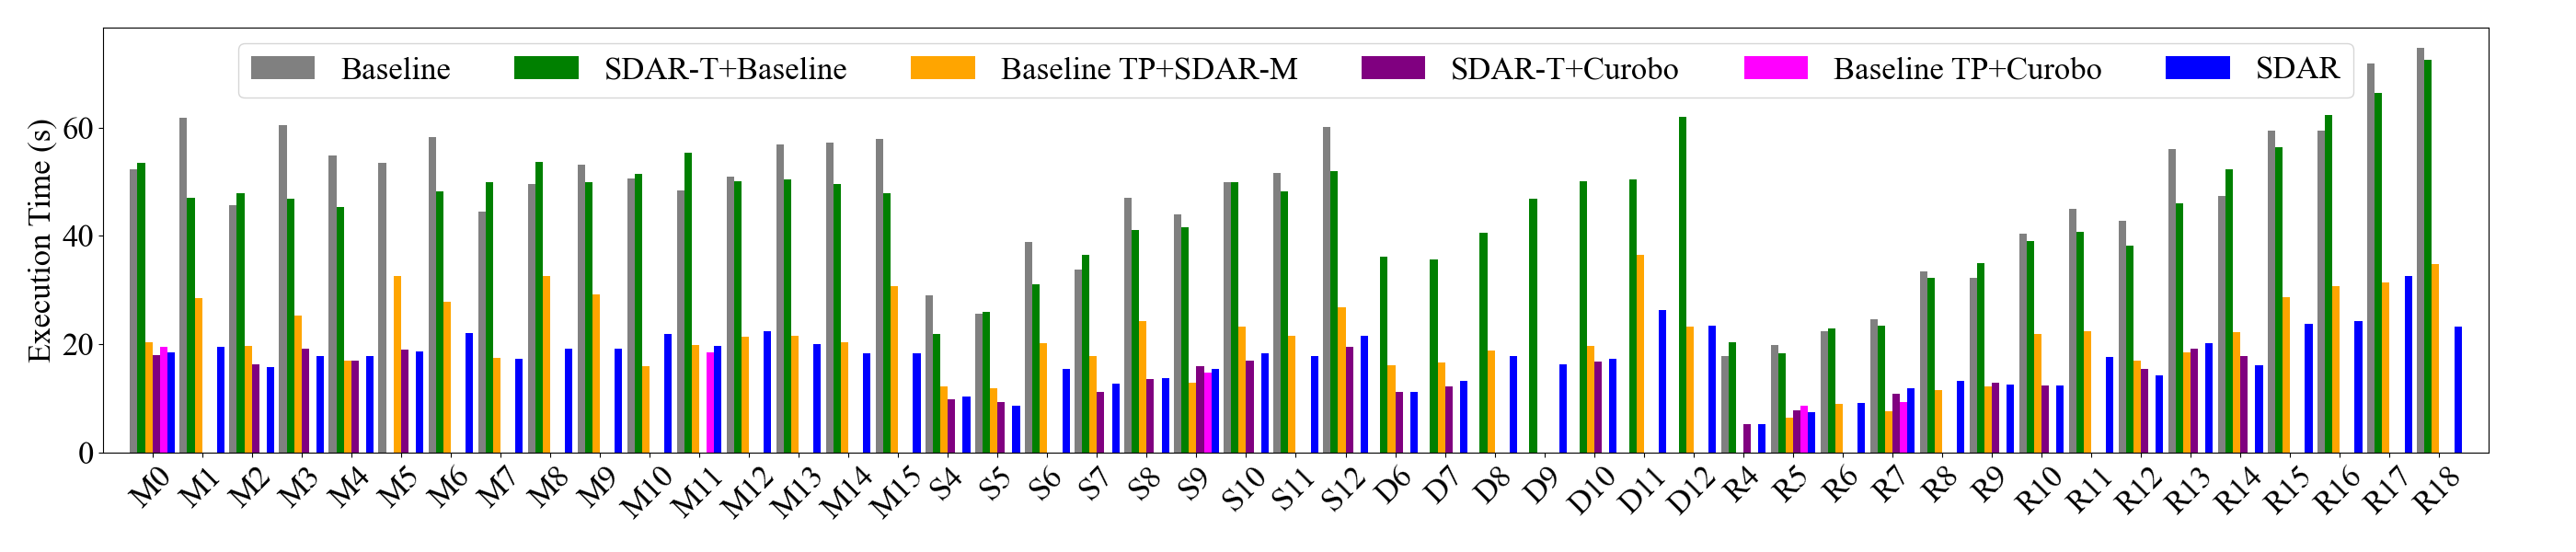 Baseline SDAR-T+Baseline Baseline TP+SDAR-M SDAR-T+Curobo Baseline TP+Curobo SDAR
Execution Time (s)
60
40
20
0
M0 M1 M2 M3 M4 M5 M6 M7 M8 M9 M10 M11 M12 M13 M14 M15 S4 S5 S6 S7 S8 S9 S10 S11 S12 D6 D7 D8 D9 D10 D11 D12 R4 R5 R6 R7 R8 R9 R10 R11 R12 R13 R14 R15 R16 R17 R18